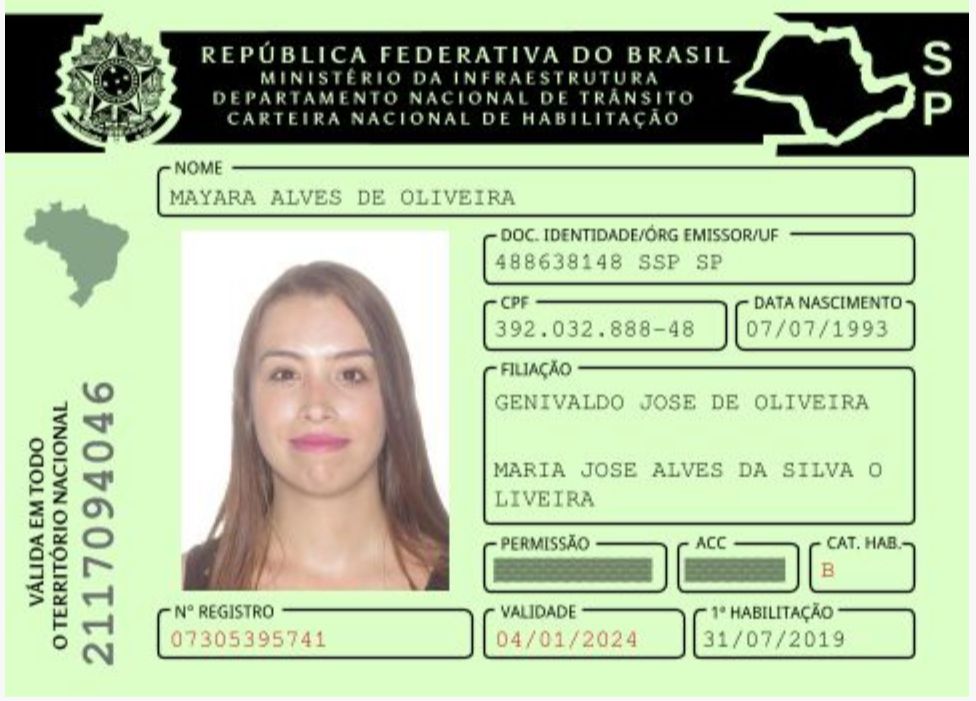 REPÚBLICA FEDERATIVA DO BRASIL
MINISTÉRIO DA INFRAESTRUTURA
DEPARTAMENTO NACIONAL DE TRÂNSITO
CARTEIRA NACIONAL DE HABILITAÇÃO
S
P
NOME
MAYARA ALVES DE OLIVEIRA
DOC. IDENTIDADE/ÓRG EMISSOR/UF
488638148 SSP SP
CPF
392.032.888-48
DATA NASCIMENTO
07/07/1993
FILIAÇÃO
GENIVALDO JOSE DE OLIVEIRA
MARIA JOSE ALVES DA SILVA O
LIVEIRA
PERMISSÃO
ACC
CAT. HAB.
B
Nº REGISTRO
07305395741
VALIDADE
04/01/2024
1ª HABILITAÇÃO
31/07/2019
VÁLIDA EM TODO
O TERRITÓRIO NACIONAL
2117094046